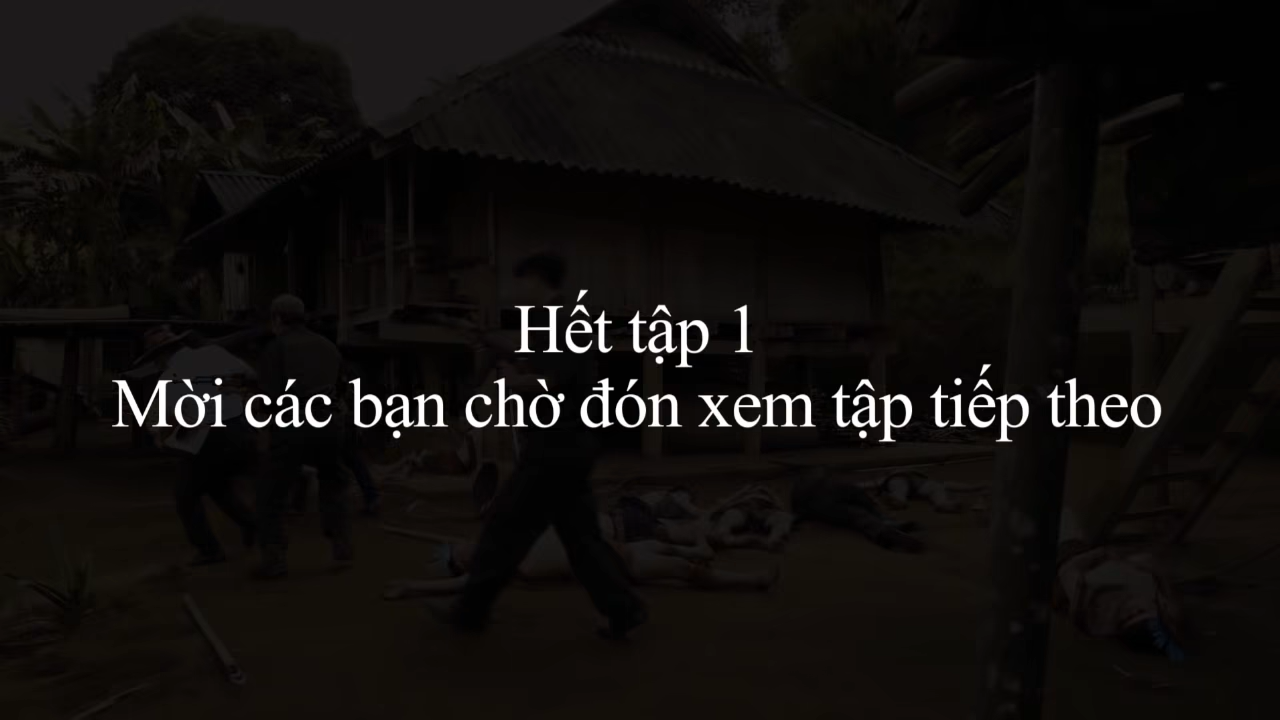 Hết tập 1
Mời các bạn chờ đón xem tập tiếp theo